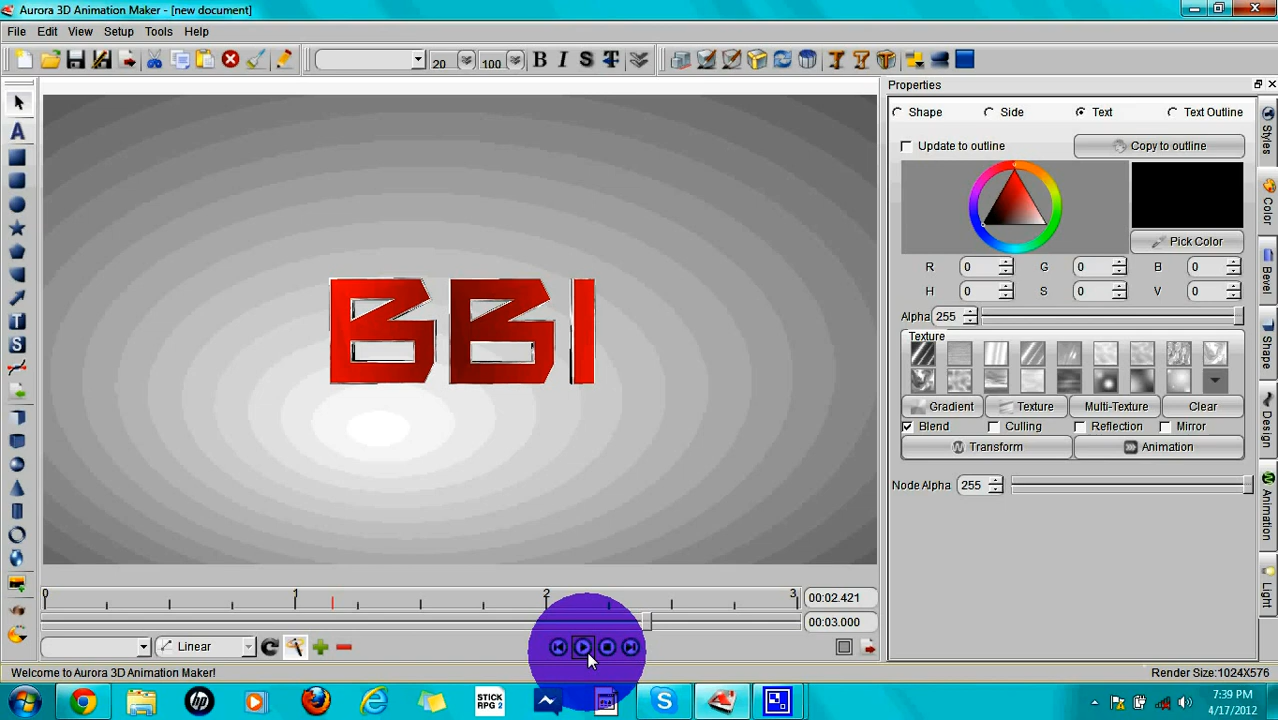 Aurora 3D Animation Maker - [new document]
File Edit View Setup Tools Help
20 100 B I S T
Properties
Shape Side Text Text Outline
Update to outline Copy to outline
Pick Color
R 0 G 0 B 0
H 0 S 0 V 0
Alpha 255
Texture
Gradient Texture Multi-Texture Clear
Blend Culling Reflection Mirror
Transform Animation
Node Alpha 255
Styles
Color
Bevel
Shape
Design
Animation
Light
A
T
S
BBI
0 1 2 3
00:02.421
00:03.000
Linear
Welcome to Aurora 3D Animation Maker! Render Size:1024X576
hp
STICK
RPG 2
7:39 PM
4/17/2012